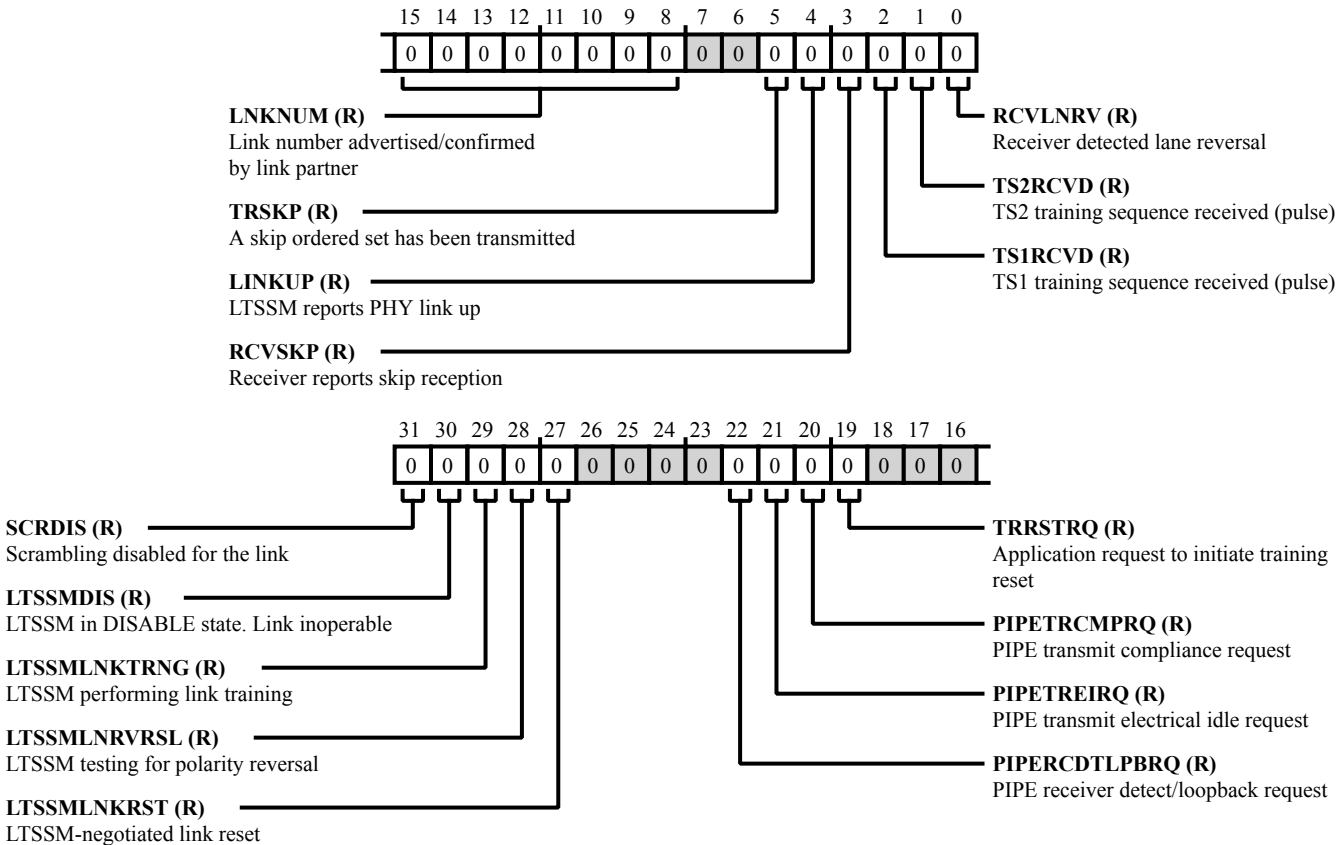 15 14 13 12 11 10 9 8 7 6 5 4 3 2 1 0
0 0 0 0 0 0 0 0 0 0 0 0 0 0 0 0
LNKNUM (R)
Link number advertised/confirmed
by link partner
TRSKP (R)
A skip ordered set has been transmitted
LINKUP (R)
LTSSM reports PHY link up
RCVSKP (R)
Receiver reports skip reception
RCVLNRV (R)
Receiver detected lane reversal
TS2RCVD (R)
TS2 training sequence received (pulse)
TS1RCVD (R)
TS1 training sequence received (pulse)
31 30 29 28 27 26 25 24 23 22 21 20 19 18 17 16
0 0 0 0 0 0 0 0 0 0 0 0 0 0 0 0
SCRDIS (R)
Scrambling disabled for the link
LTSSMDIS (R)
LTSSM in DISABLE state. Link inoperable
LTSSMLNKTRNG (R)
LTSSM performing link training
LTSSMLNRVRSL (R)
LTSSM testing for polarity reversal
LTSSMLNKRST (R)
LTSSM-negotiated link reset
TRRSTRQ (R)
Application request to initiate training
reset
PIPETRCMPRQ (R)
PIPE transmit compliance request
PIPETREIRQ (R)
PIPE transmit electrical idle request
PIPERCDTLPBRQ (R)
PIPE receiver detect/loopback request